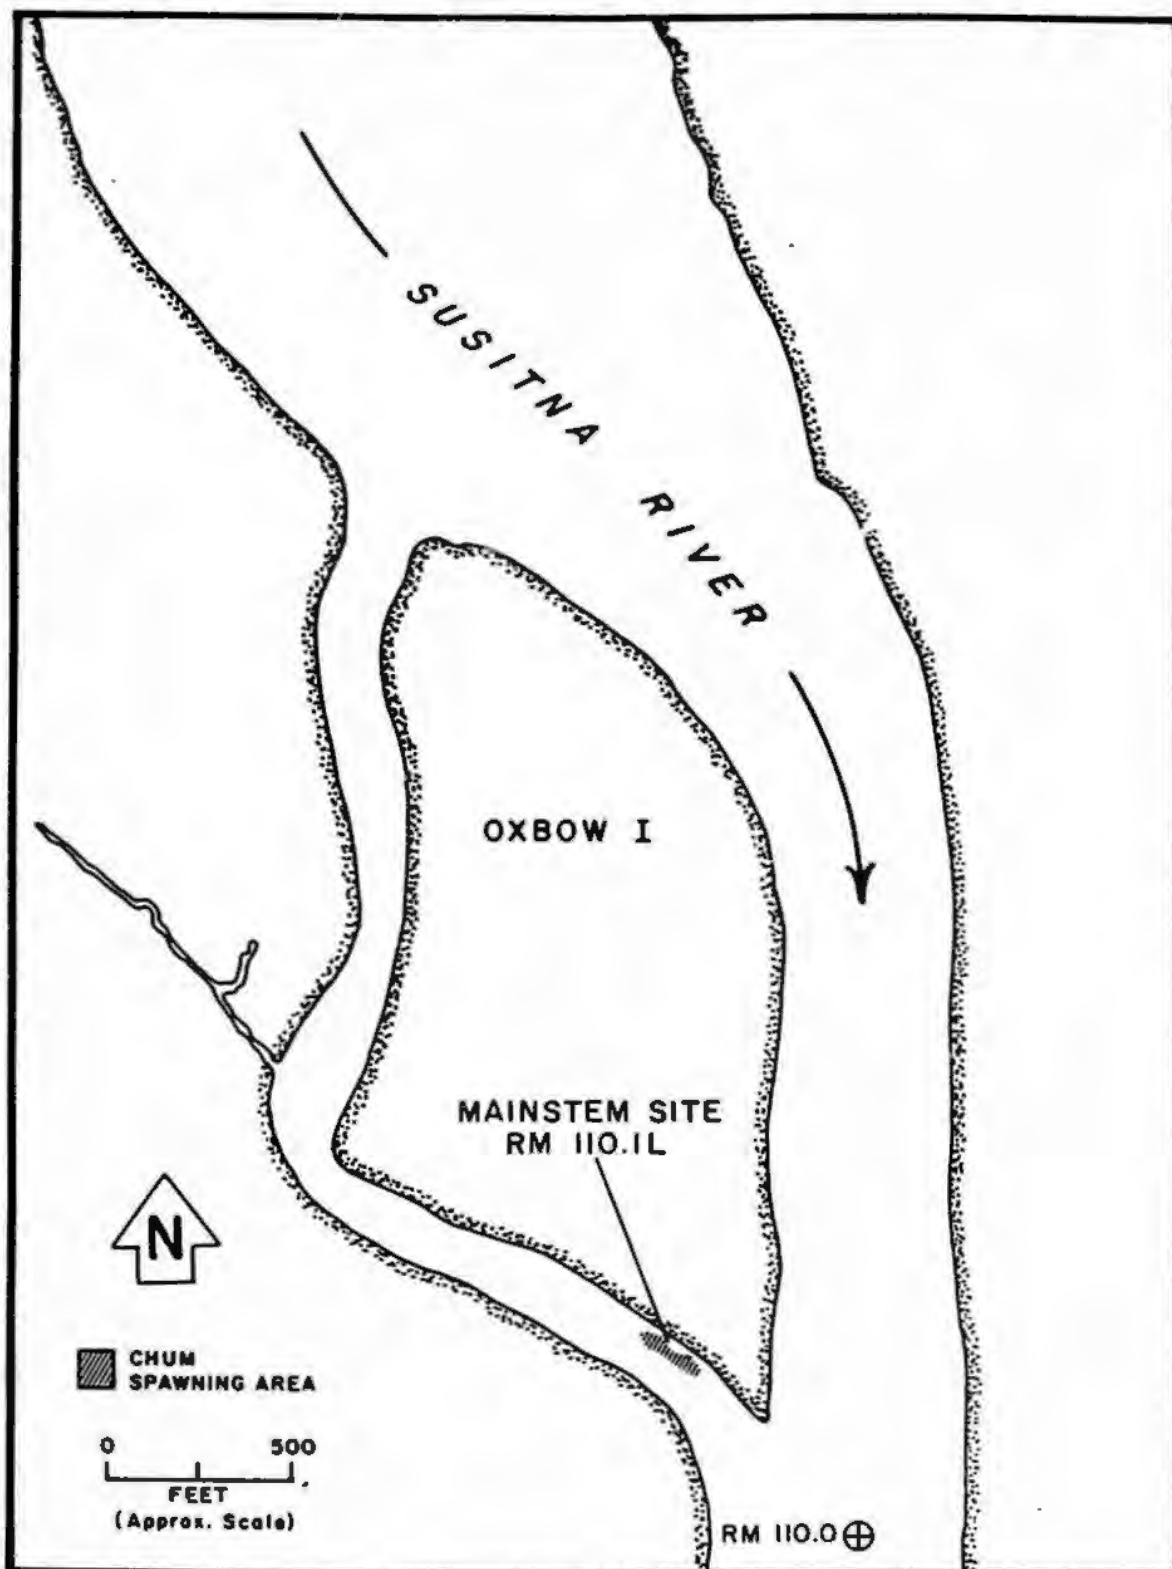 SUSITNA RIVER
OXBOW I
MAINSTEM SITE
RM 110.1L
N
CHUM
SPAWNING AREA
0 500
FEET
(Approx. Scale)
RM 110.0